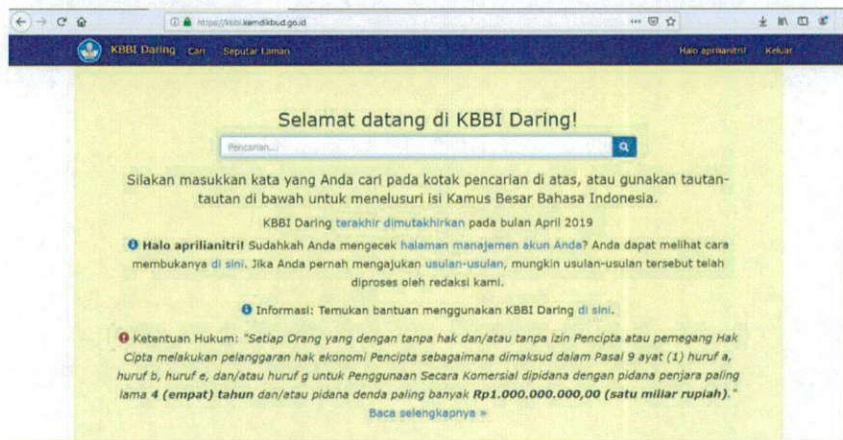 https://kbbi.kemdikbud.go.id
KBBI Daring Cari Seputar Laman Halo aprilianitri! Keluar
Selamat datang di KBBI Daring!
Pencarian...
Silakan masukkan kata yang Anda cari pada kotak pencarian di atas, atau gunakan tautan-
tautan di bawah untuk menelusuri isi Kamus Besar Bahasa Indonesia.
KBBI Daring terakhir dimutakhirkan pada bulan April 2019
Halo aprilianitri! Sudahkah Anda mengecek halaman manajemen akun Anda? Anda dapat melihat cara
membukanya di sini. Jika Anda pernah mengajukan usulan-usulan, mungkin usulan-usulan tersebut telah
diproses oleh redaksi kami.
Informasi: Temukan bantuan menggunakan KBBI Daring di sini.
Ketentuan Hukum: "Setiap Orang yang dengan tanpa hak dan/atau tanpa izin Pencipta atau pemegang Hak
Cipta melakukan pelanggaran hak ekonomi Pencipta sebagaimana dimaksud dalam Pasal 9 ayat (1) huruf a,
huruf b, huruf e, dan/atau huruf g untuk Penggunaan Secara Komersial dipidana dengan pidana penjara paling
lama 4 (empat) tahun dan/atau pidana denda paling banyak Rp1.000.000.000,00 (satu miliar rupiah)."
Baca selengkapnya »